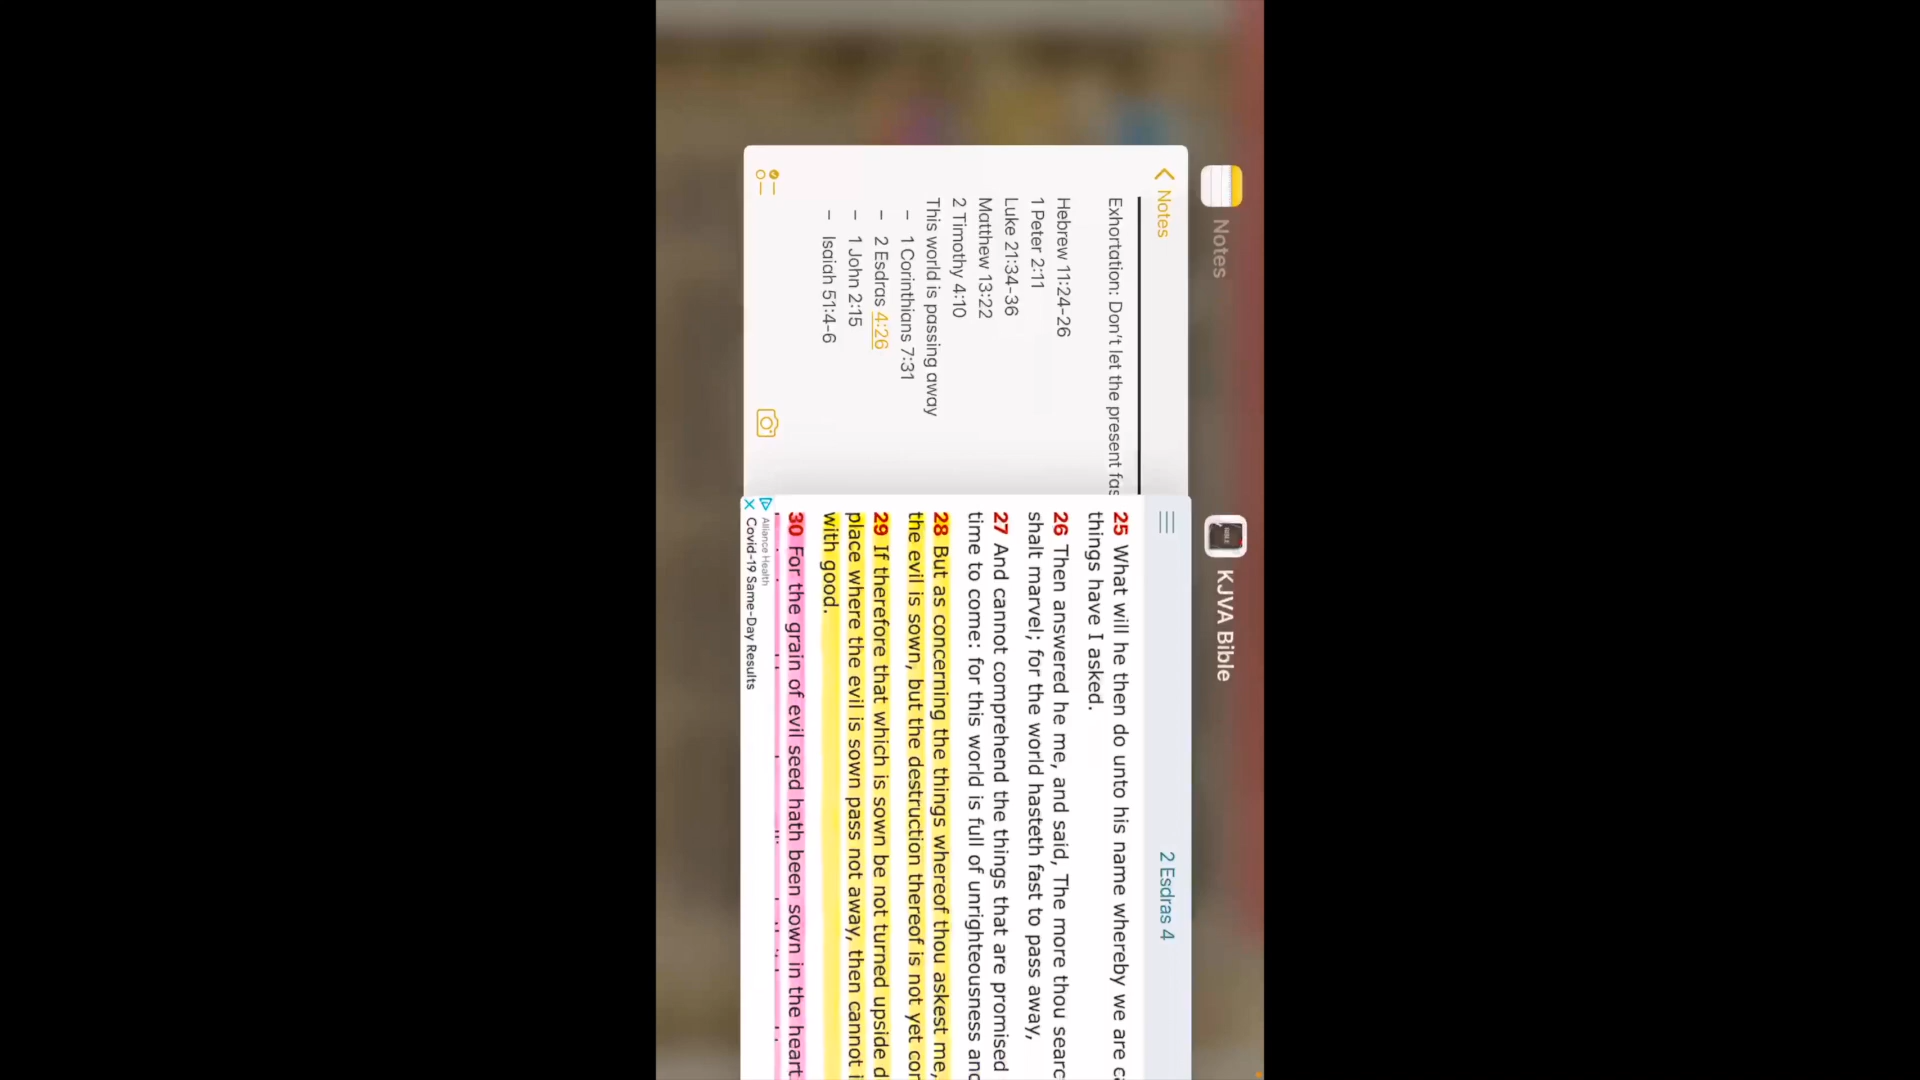 Notes
KJVA Bible
Notes
Exhortation: Don't let the present fas
Hebrew 11:24-26
1 Peter 2:11
Luke 21:34-36
Matthew 13:22
2 Timothy 4:10
This world is passing away
– 1 Corinthians 7:31
– 2 Esdras 4:26
– 1 John 2:15
– Isaiah 51:4-6
2 Esdras 4
25 What will he then do unto his name whereby we are ca
things have I asked.
26 Then answered he me, and said, The more thou searc
shalt marvel; for the world hasteth fast to pass away,
27 And cannot comprehend the things that are promised
time to come: for this world is full of unrighteousness and
28 But as concerning the things whereof thou askest me,
the evil is sown, but the destruction thereof is not yet com
29 If therefore that which is sown be not turned upside d
place where the evil is sown pass not away, then cannot i
with good.
30 For the grain of evil seed hath been sown in the heart
Alliance Health
Covid-19 Same-Day Results